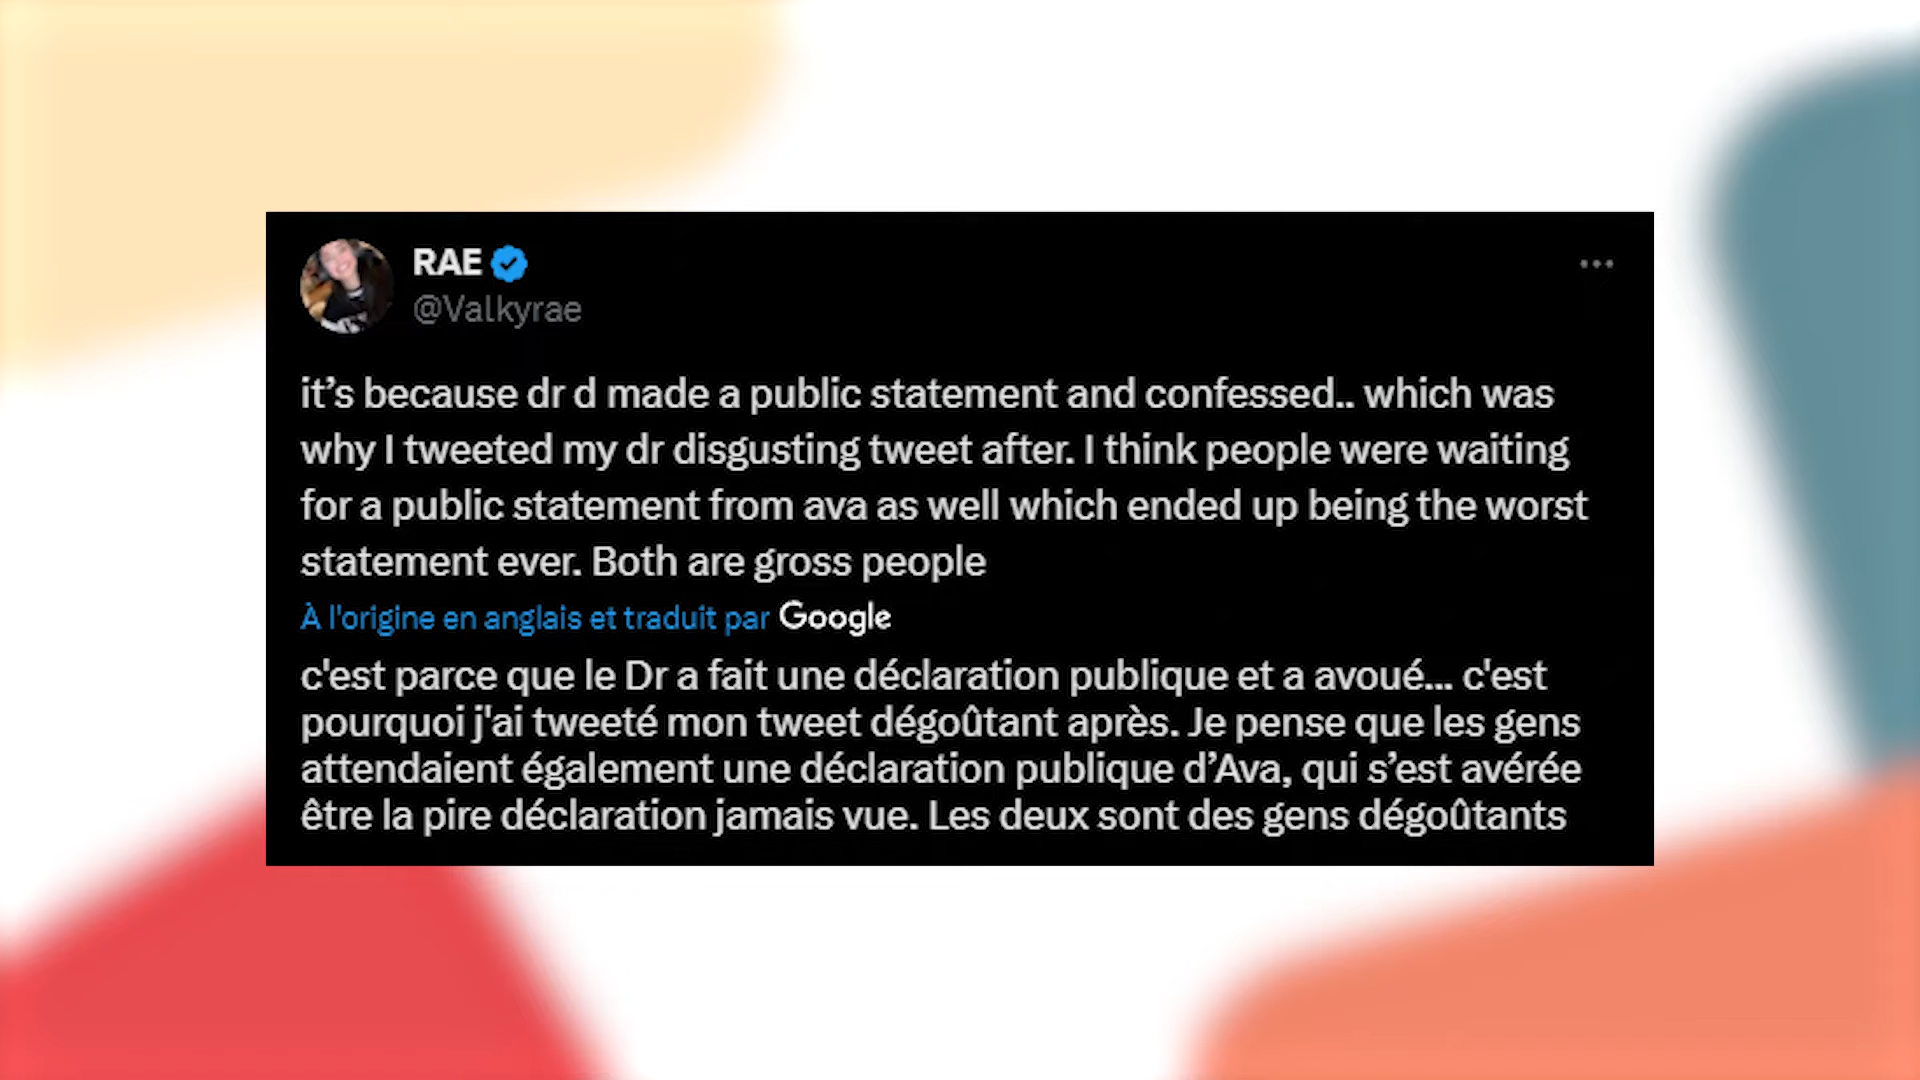 RAE
@Valkyrae
it’s because dr d made a public statement and confessed.. which was
why I tweeted my dr disgusting tweet after. I think people were waiting
for a public statement from ava as well which ended up being the worst
statement ever. Both are gross people
À l'origine en anglais et traduit par Google
c'est parce que le Dr a fait une déclaration publique et a avoué... c'est
pourquoi j'ai tweeté mon tweet dégoûtant après. Je pense que les gens
attendaient également une déclaration publique d’Ava, qui s’est avérée
être la pire déclaration jamais vue. Les deux sont des gens dégoûtants